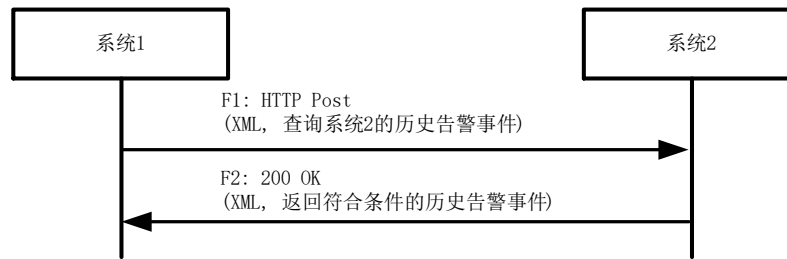 系统1
系统2
F1: HTTP Post
(XML, 查询系统2的历史告警事件)
F2: 200 OK
(XML, 返回符合条件的历史告警事件)